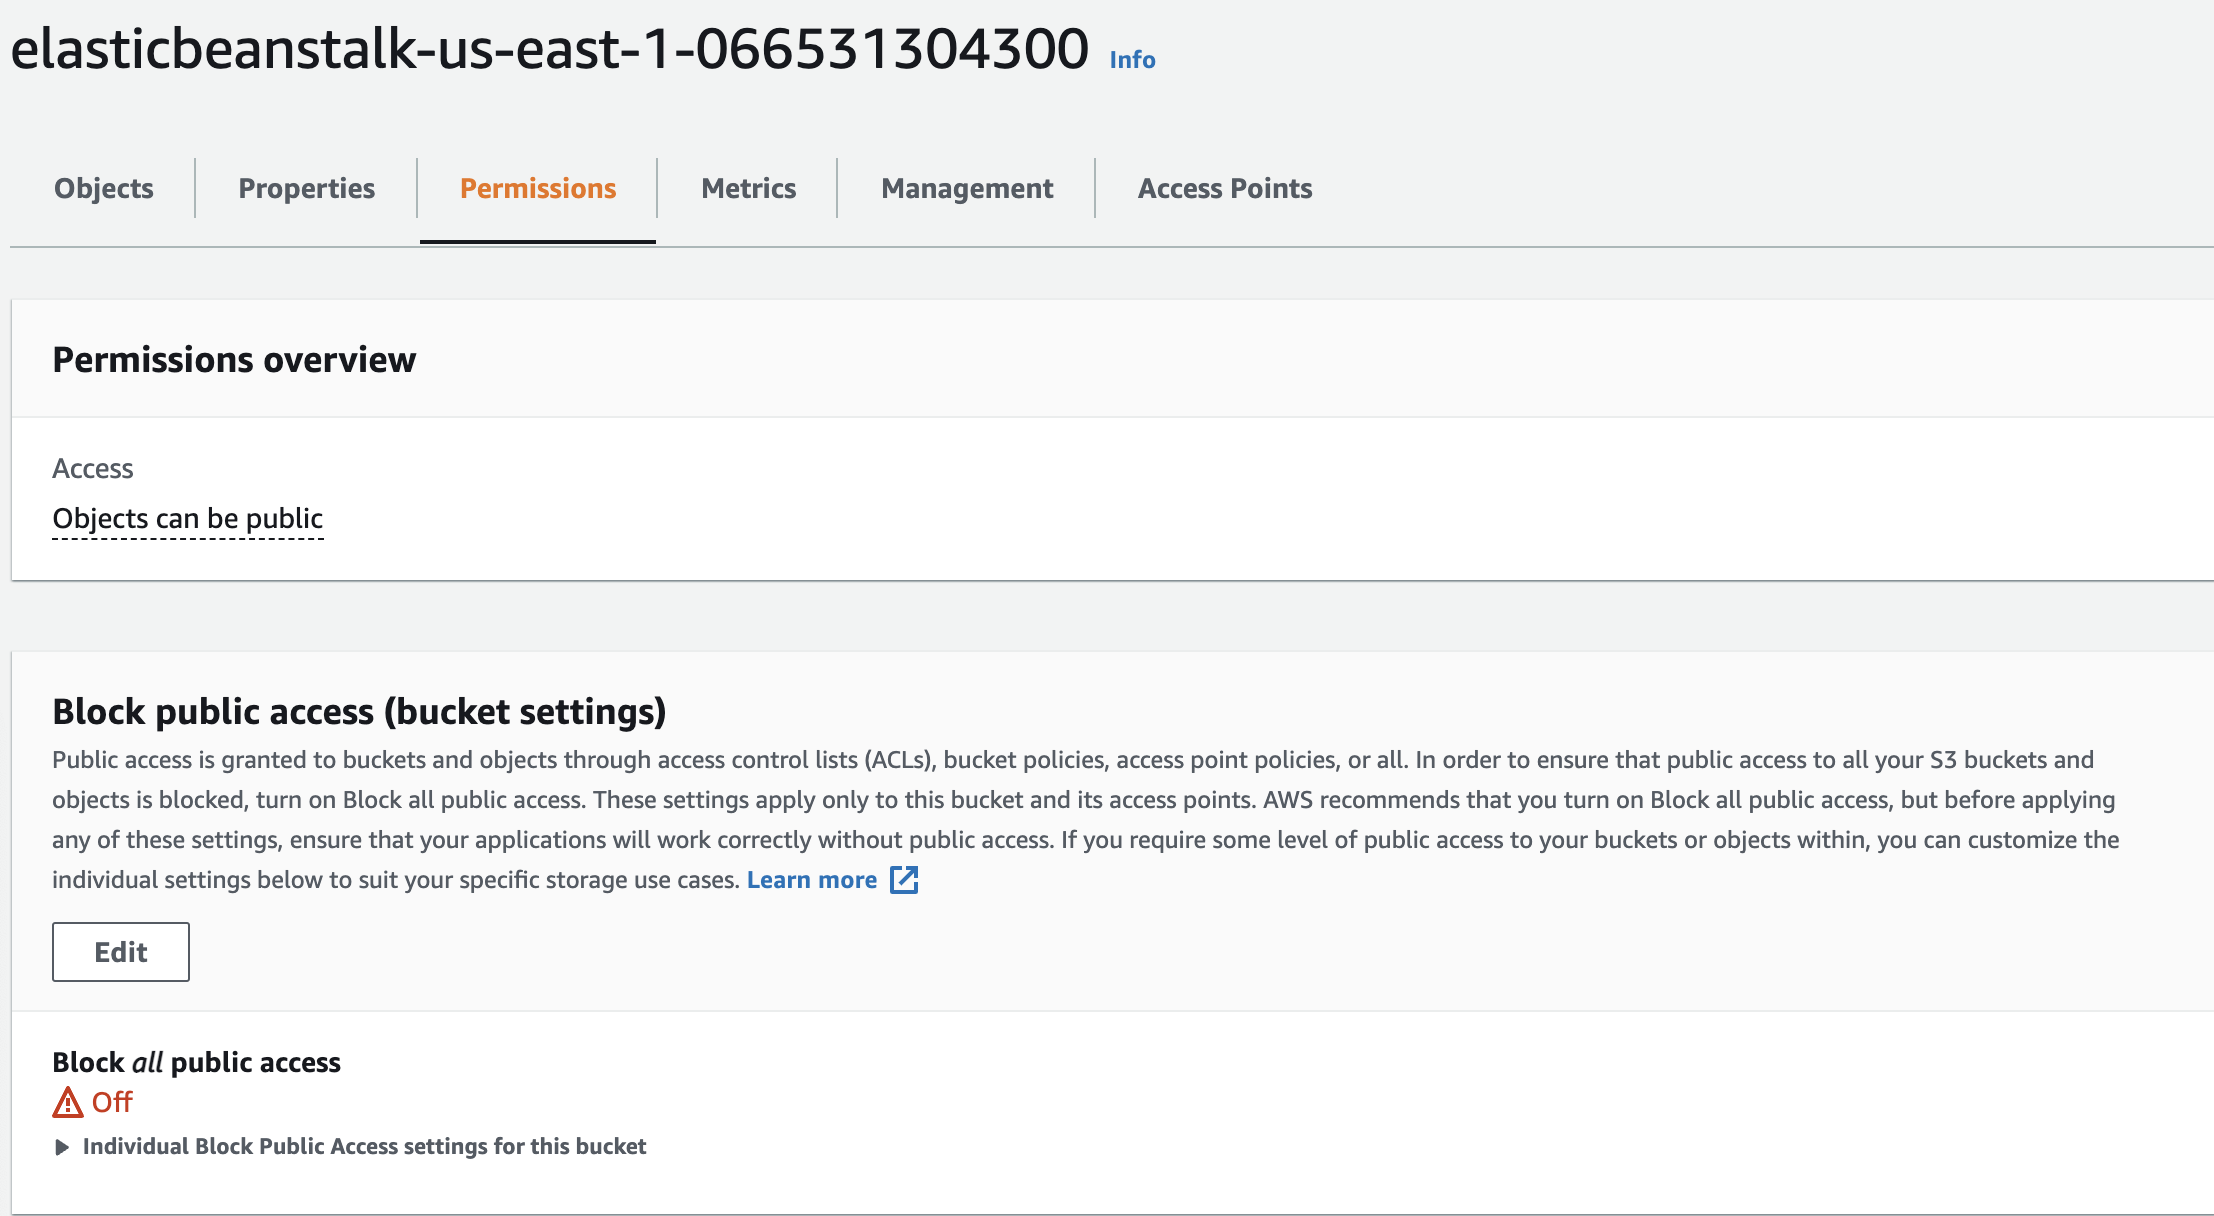 elasticbeanstalk-us-east-1-066531304300 Info
Objects Properties Permissions Metrics Management Access Points
Permissions overview
Access
Objects can be public
Block public access (bucket settings)
Public access is granted to buckets and objects through access control lists (ACLs), bucket policies, access point policies, or all. In order to ensure that public access to all your S3 buckets and
objects is blocked, turn on Block all public access. These settings apply only to this bucket and its access points. AWS recommends that you turn on Block all public access, but before applying
any of these settings, ensure that your applications will work correctly without public access. If you require some level of public access to your buckets or objects within, you can customize the
individual settings below to suit your specific storage use cases. Learn more
Edit
Block all public access
Off
Individual Block Public Access settings for this bucket